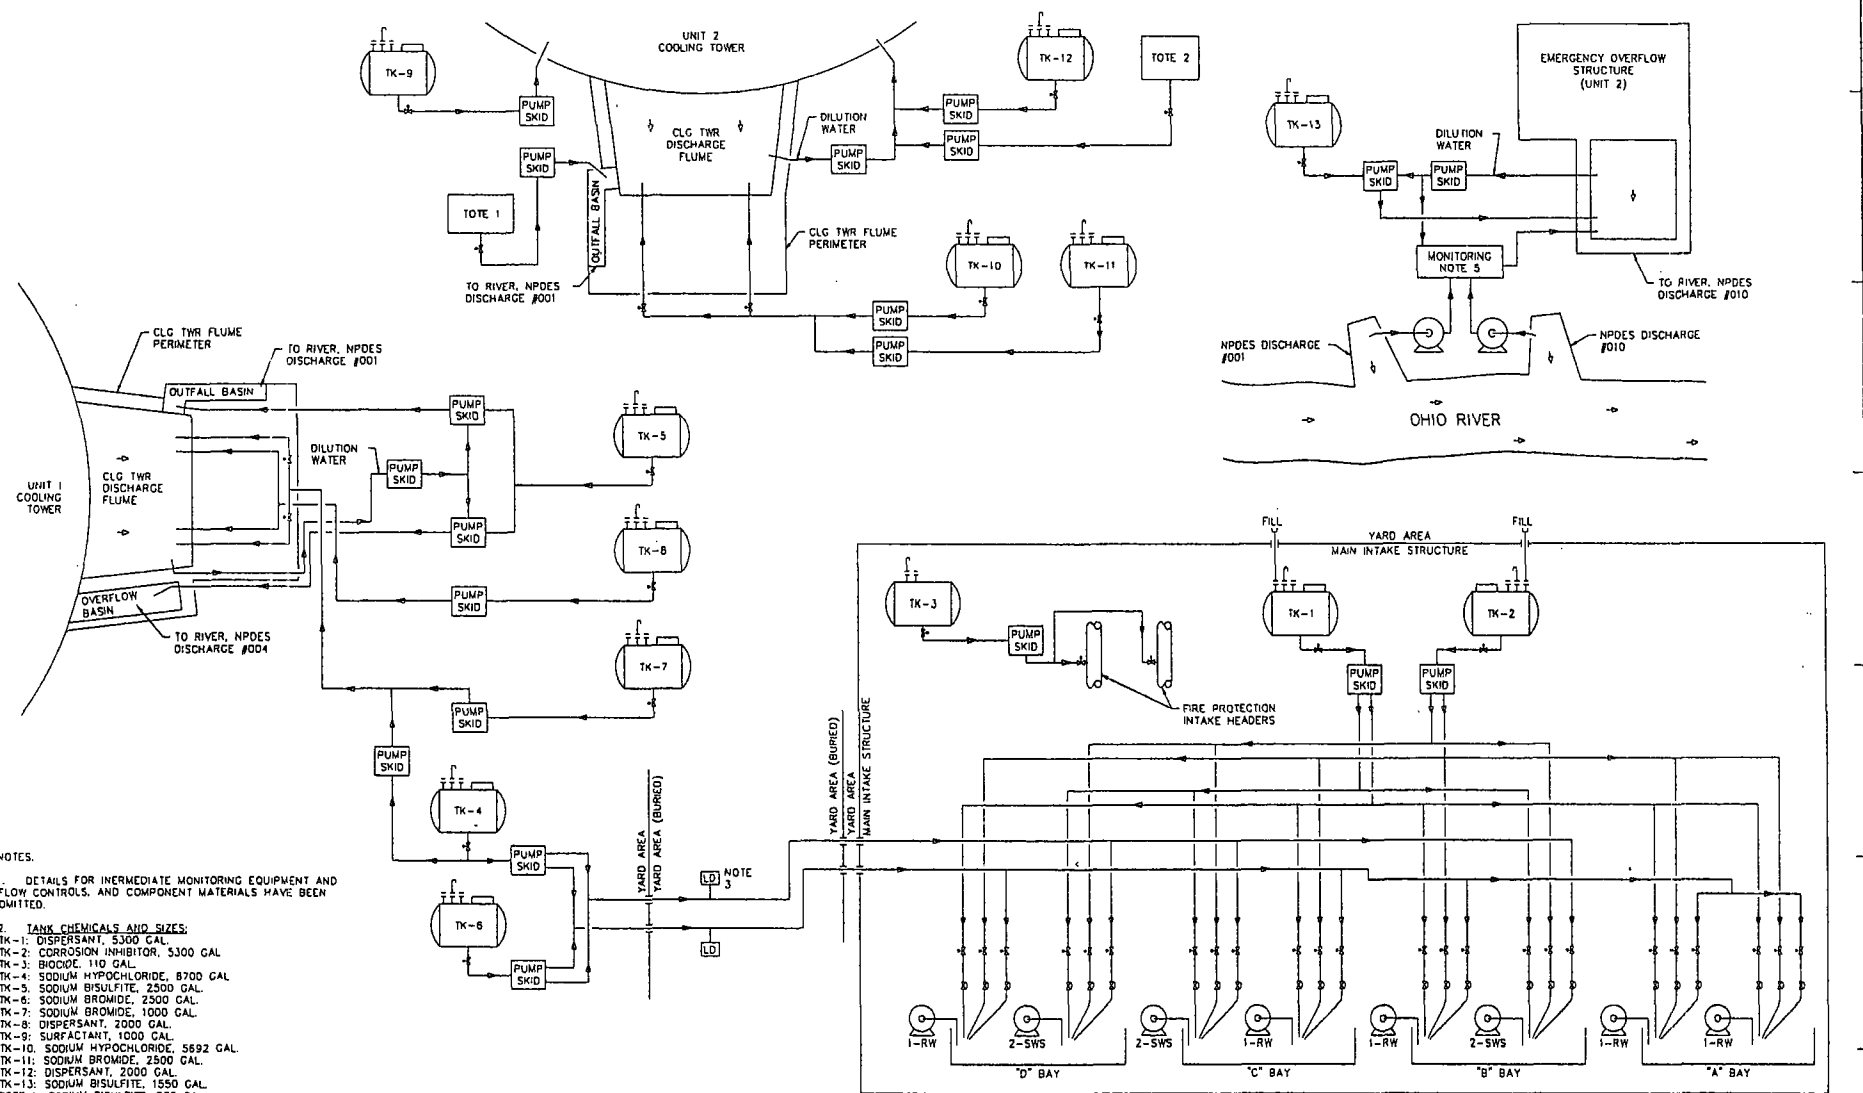 UNIT 2
COOLING TOWER
TK-9
PUMP
SKID
TK-12
TOTE 2
PUMP
SKID
PUMP
SKID
DILUTION
WATER
PUMP
SKID
CLG TWR
DISCHARGE
FLUME
PUMP
SKID
TOTE 1
OUTFALL BASIN
CLG TWR FLUME
PERIMETER
TO RIVER, NPDES
DISCHARGE #001
TK-10
TK-11
PUMP
SKID
PUMP
SKID
EMERGENCY OVERFLOW
STRUCTURE
(UNIT 2)
TK-13
DILUTION
WATER
PUMP
SKID
PUMP
SKID
MONITORING
NOTE 5
TO RIVER, NPDES
DISCHARGE #010
NPDES DISCHARGE
#001
NPDES DISCHARGE
#010
OHIO RIVER
CLG TWR FLUME
PERIMETER
TO RIVER, NPDES
DISCHARGE #001
OUTFALL BASIN
PUMP
SKID
TK-5
DILUTION
WATER
PUMP
SKID
UNIT 1
COOLING
TOWER
CLG TWR
DISCHARGE
FLUME
PUMP
SKID
TK-8
PUMP
SKID
OVERFLOW
BASIN
TO RIVER, NPDES
DISCHARGE #004
TK-7
PUMP
SKID
PUMP
SKID
TK-4
PUMP
SKID
TK-6
PUMP
SKID
YARD AREA
YARD AREA (BURIED)
LD
NOTE
3
LD
YARD AREA (BURIED)
YARD AREA
MAIN INTAKE STRUCTURE
FILL
FILL
YARD AREA
MAIN INTAKE STRUCTURE
TK-3
PUMP
SKID
FIRE PROTECTION
INTAKE HEADERS
TK-1
TK-2
PUMP
SKID
PUMP
SKID
1-RW
2-SWS
2-SWS
1-RW
1-RW
2-SWS
1-RW
1-RW
"D" BAY
"C" BAY
"B" BAY
"A" BAY
NOTES.
. DETAILS FOR INERMEDIATE MONITORING EQUIPMENT AND
FLOW CONTROLS, AND COMPONENT MATERIALS HAVE BEEN
OMITTED.
2. TANK CHEMICALS AND SIZES:
TK-1: DISPERSANT, 5300 GAL.
TK-2: CORROSION INHIBITOR, 5300 GAL
TK-3: BIOCIDE, 110 GAL.
TK-4: SODIUM HYPOCHLORIDE, 8700 GAL
TK-5. SODIUM BISULFITE, 2500 GAL.
TK-6: SODIUM BROMIDE, 2500 GAL.
TK-7: SODIUM BROMIDE, 1000 GAL.
TK-8: DISPERSANT, 2000 GAL.
TK-9: SURFACTANT, 1000 GAL.
TK-10. SODIUM HYPOCHLORIDE, 5692 GAL.
TK-11: SODIUM BROMIDE, 2500 GAL.
TK-12: DISPERSANT, 2000 GAL.
TK-13: SODIUM BISULFITE, 1550 GAL.